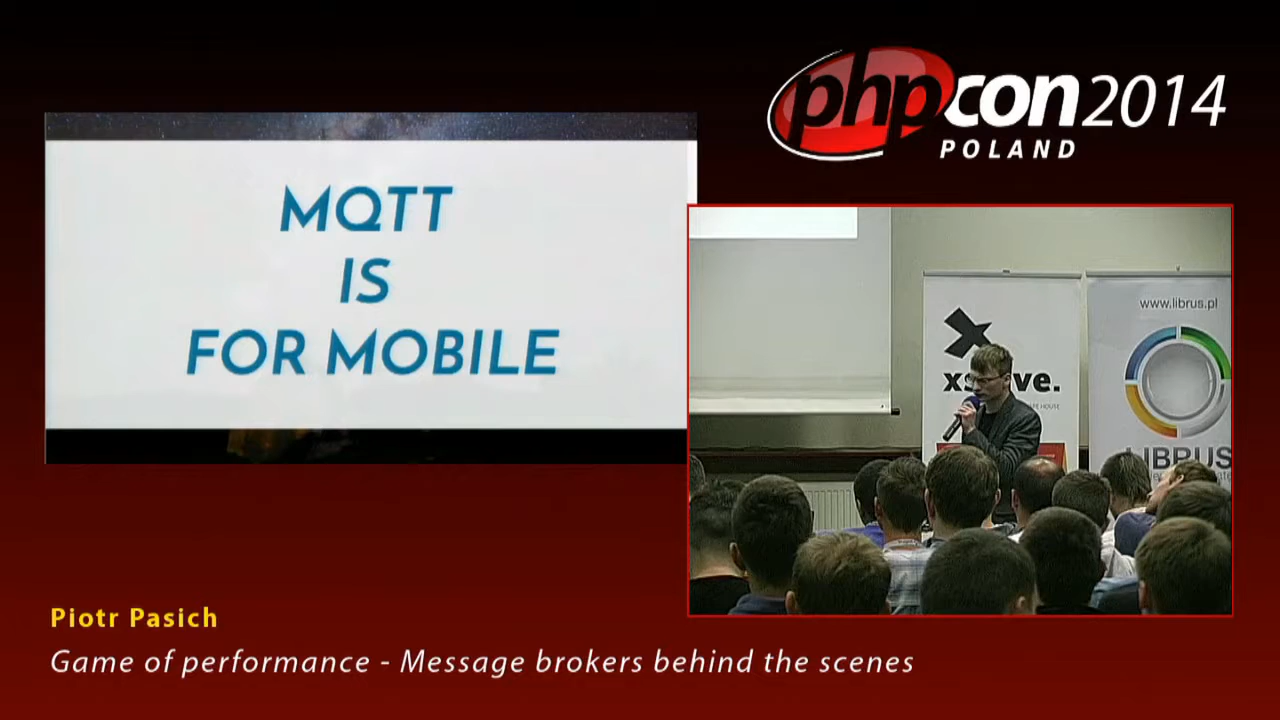 phpcon2014
POLAND
MQTT
IS
FOR MOBILE
www.librus.pl
LIBRUS
Piotr Pasich
Game of performance - Message brokers behind the scenes